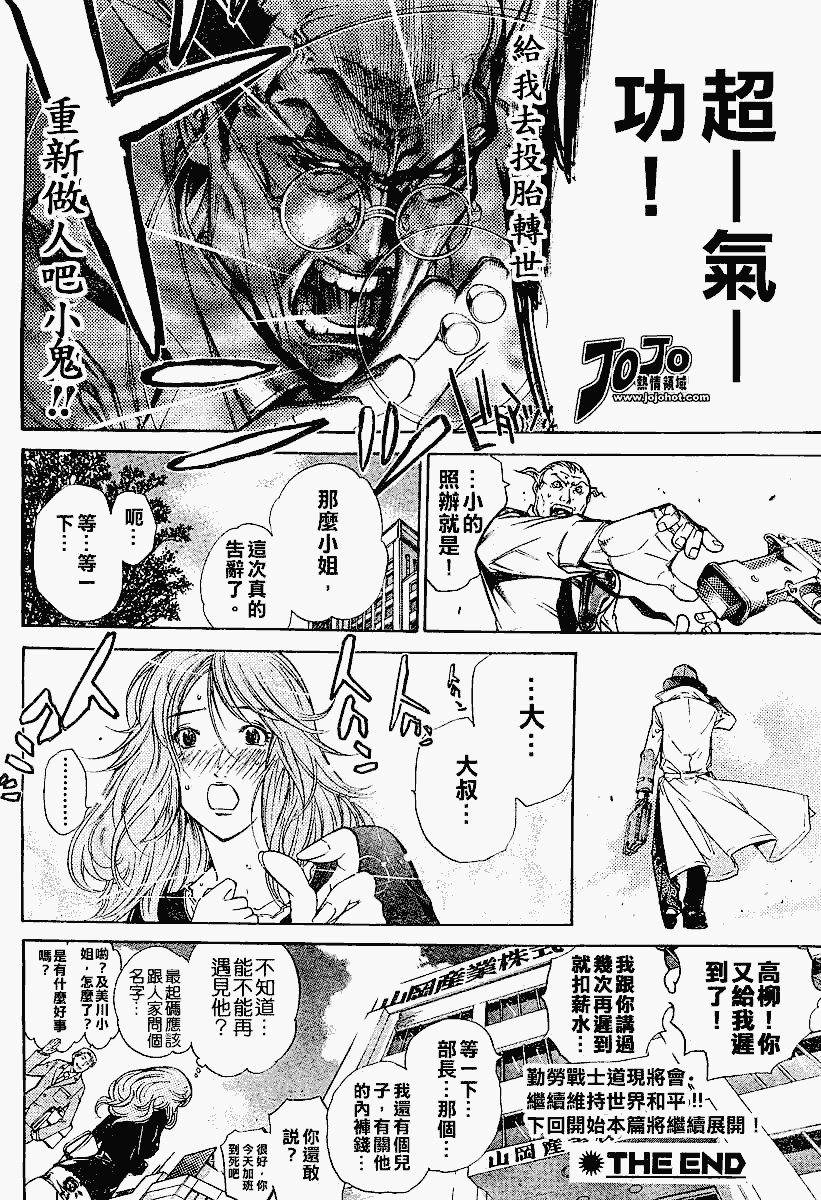 超—氣—
功！
給我去投胎轉世
重新做人吧小鬼!!
JOJO
熱情領域
www.jojohot.com
…小的
照辦就是！
那麼小姐，
這次真的
告辭了。
呃…
等…等一
下…
…大…
大叔…
………
高柳！你
又給我遲
到了！
我跟你講過
幾次再遲到
就扣薪水…
山岡産業株式
等一下…
部長…那個…
我還有個兒
子，有關他
的內褲錢…
你還敢
說？
很好，你
今天加班
到死吧
不知道…
能不能再
遇見他？
最起碼應該
跟人家問個
名字…
喲？及美川小
姐，怎麼了？
是有什麼好事
嗎？
山岡産
勤勞戰士道現將會
繼續維持世界和平!!
下回開始本篇將繼續展開！
THE END